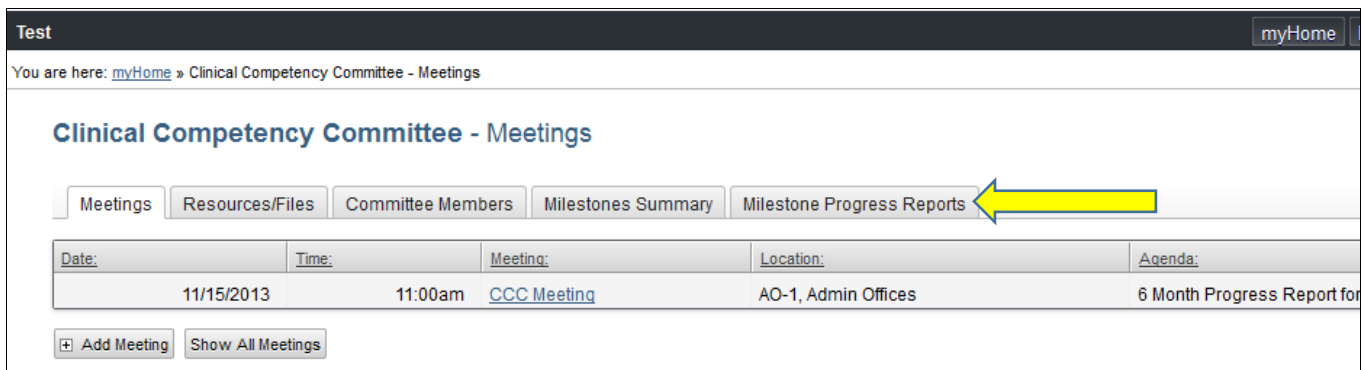 Test myHome
You are here: myHome » Clinical Competency Committee - Meetings
Clinical Competency Committee - Meetings
Meetings Resources/Files Committee Members Milestones Summary Milestone Progress Reports
Date: Time: Meeting: Location: Agenda:
11/15/2013 11:00am CCC Meeting AO-1, Admin Offices 6 Month Progress Report for
Add Meeting Show All Meetings